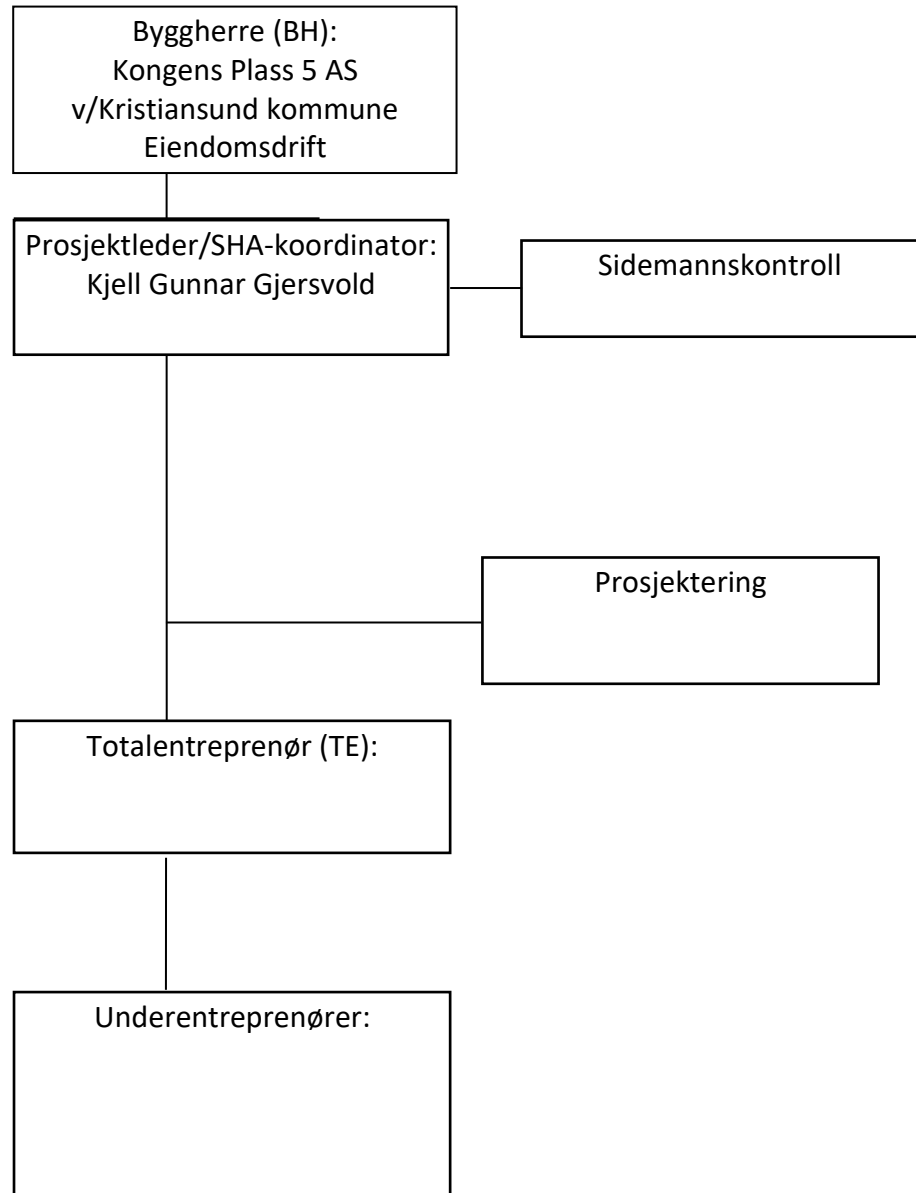 Byggherre (BH):
Kongens Plass 5 AS
v/Kristiansund kommune
Eiendomsdrift
Prosjektleder/SHA-koordinator:
Kjell Gunnar Gjersvold
Sidemannskontroll
Prosjektering
Totalentreprenør (TE):
Underentreprenører: